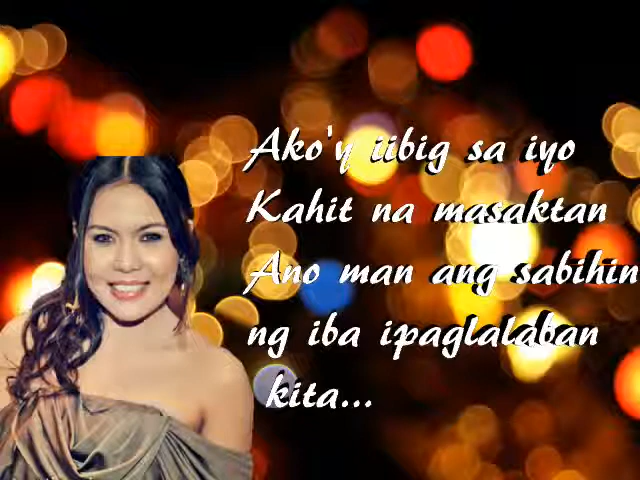 Ako'y iibig sa iyo
Kahit na masaktan
Ano man ang sabihin
ng iba ipaglalaban
kita...